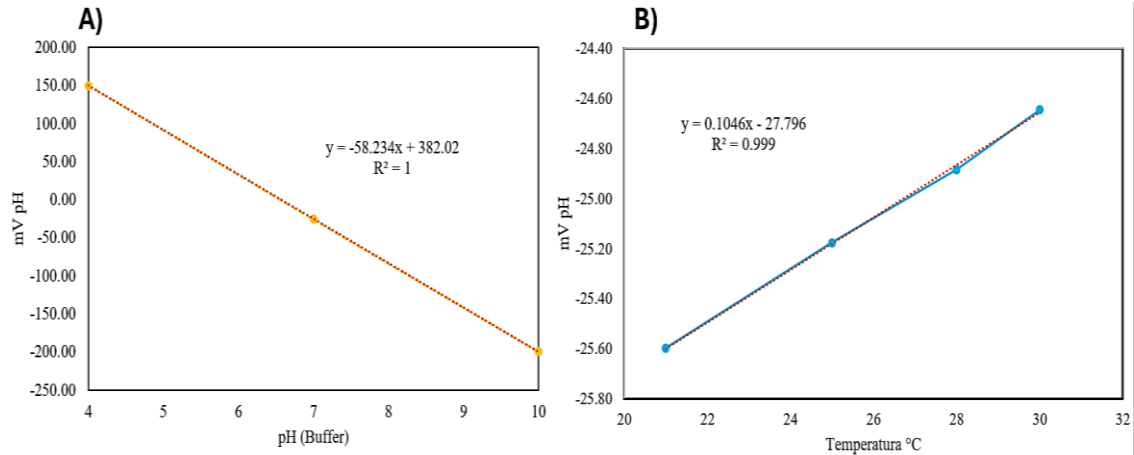 A)
200.00
150.00
100.00
50.00
0.00
-50.00
-100.00
-150.00
-200.00
-250.00
mV pH
y = -58.234x + 382.02
R² = 1
4 5 6 7 8 9 10
pH (Buffer)
B)
-24.40
-24.60
-24.80
-25.00
-25.20
-25.40
-25.60
-25.80
mV pH
y = 0.1046x - 27.796
R² = 0.999
20 22 24 26 28 30 32
Temperatura °C